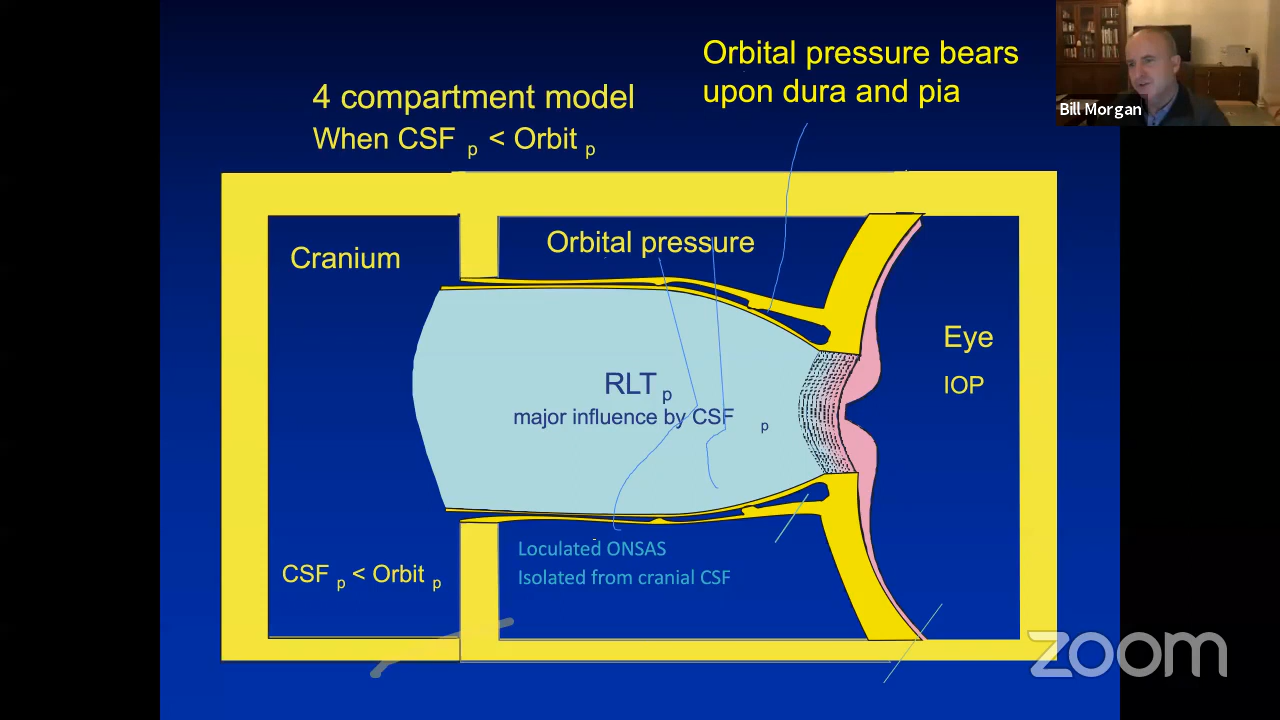 Orbital pressure bears
upon dura and pia
4 compartment model
When CSF p < Orbit p
Bill Morgan
Orbital pressure
Cranium
Eye
IOP
RLT p
major influence by CSF p
Loculated ONSAS
Isolated from cranial CSF
CSF p < Orbit p
zoom